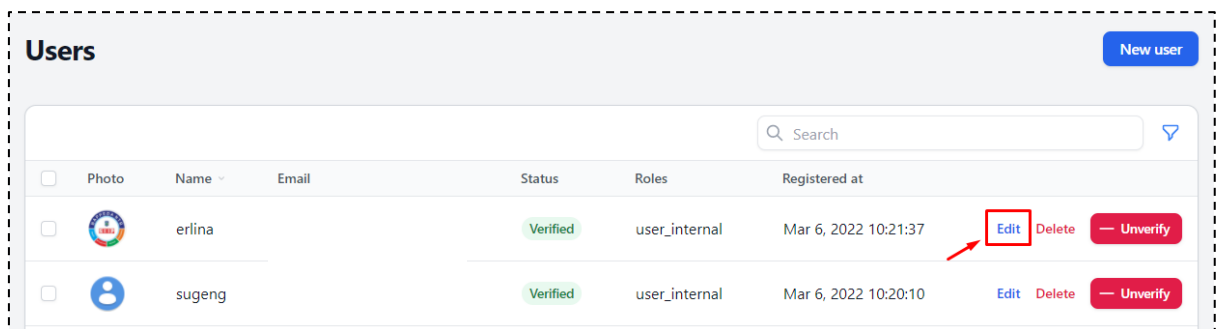 Users
New user
Search
Photo Name Email Status Roles Registered at
erlina Verified user_internal Mar 6, 2022 10:21:37 Edit Delete — Unverify
sugeng Verified user_internal Mar 6, 2022 10:20:10 Edit Delete — Unverify